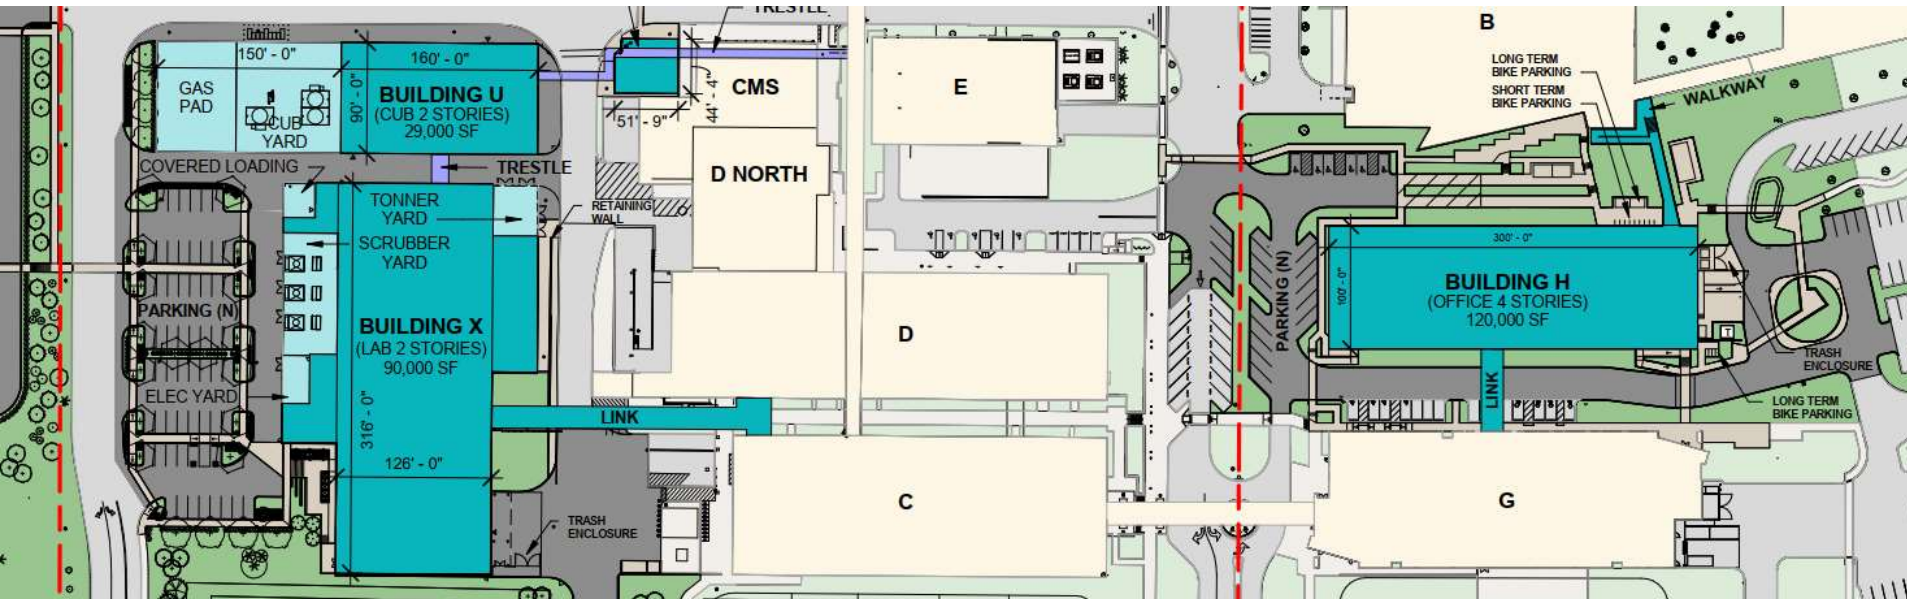 TRESTLE
B
150' - 0"
160' - 0"
GAS
PAD
CUB
YARD
90' - 0"
BUILDING U
(CUB 2 STORIES)
29,000 SF
51' - 9"
44' - 4"
CMS
E
LONG TERM
BIKE PARKING
SHORT TERM
BIKE PARKING
WALKWAY
COVERED LOADING
TRESTLE
D NORTH
TONNER
YARD
RETAINING
WALL
SCRUBBER
YARD
PARKING (N)
BUILDING X
(LAB 2 STORIES)
90,000 SF
ELEC YARD
316' - 0"
126' - 0"
LINK
D
C
TRASH
ENCLOSURE
PARKING (N)
300' - 0"
100' - 0"
BUILDING H
(OFFICE 4 STORIES)
120,000 SF
T
TRASH
ENCLOSURE
LINK
LONG TERM
BIKE PARKING
G